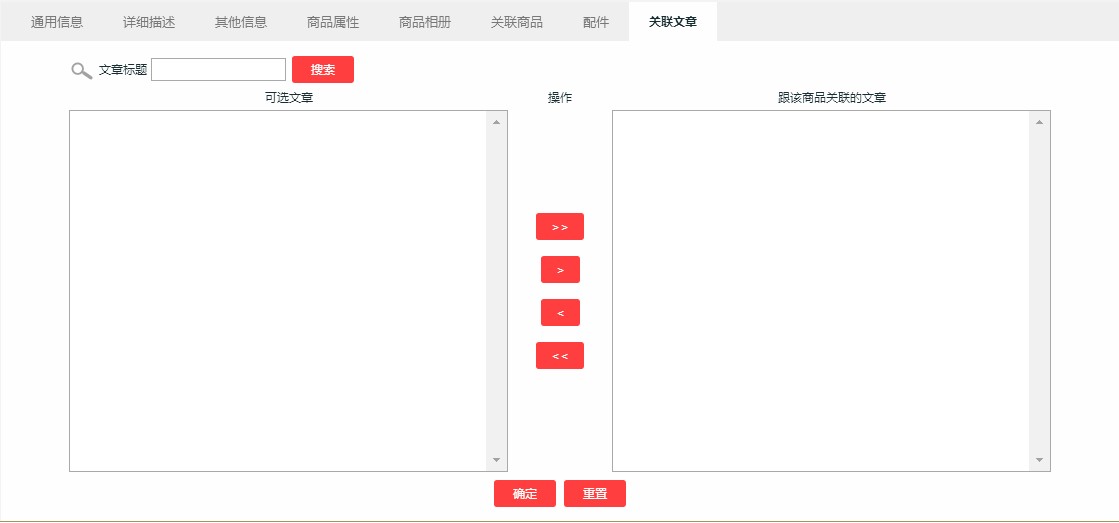 通用信息 详细描述 其他信息 商品属性 商品相册 关联商品 配件 关联文章
文章标题 搜索
可选文章 操作 跟该商品关联的文章
>>
>
<
<<
确定 重置